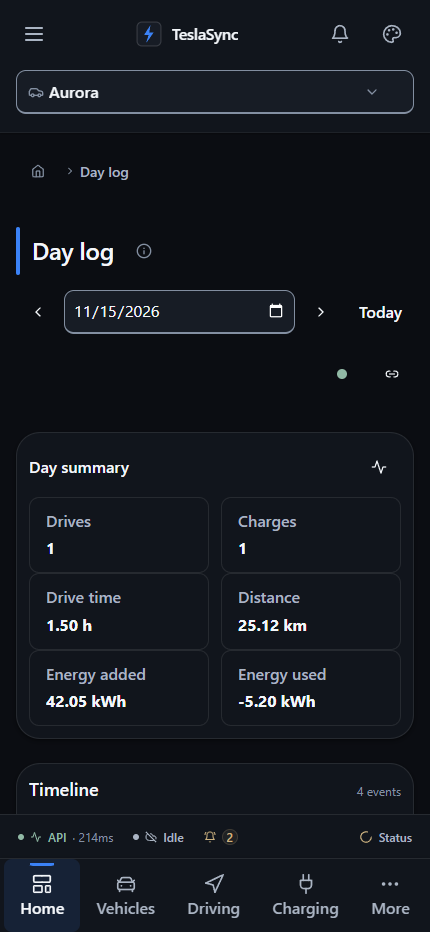 TeslaSync
Aurora
Day log
Day log
11/15/2026
Today
Day summary
Drives
1
Charges
1
Drive time
1.50 h
Distance
25.12 km
Energy added
42.05 kWh
Energy used
-5.20 kWh
Timeline
4 events
API · 214ms
Idle
2
Status
Home
Vehicles
Driving
Charging
More